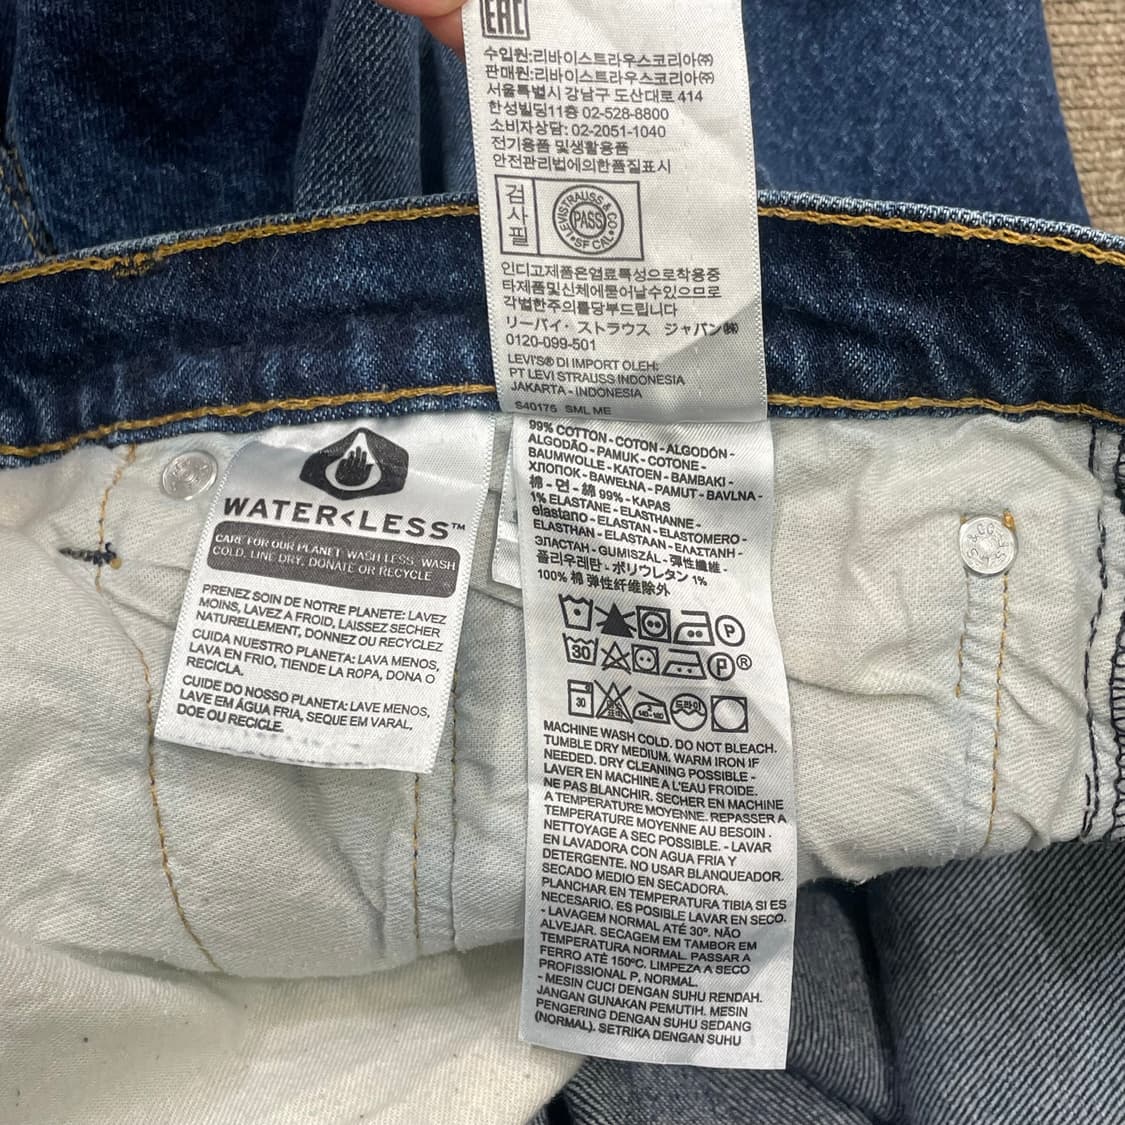 EAC
수입원:리바이스트라우스코리아㈜
판매원:리바이스트라우스코리아㈜
서울특별시 강남구 도산대로 414
한성빌딩11층 02-528-8800
소비자상담: 02-2051-1040
전기용품 및생활용품
안전관리법에의한품질표시
검사필
LEVI STRAUSS & CO
PASS
SF CAL
인디고제품은염료특성으로착용중
타제품및신체에묻어날수있으므로
각별한주의를당부드립니다
リーバイ・ストラウス ジャパン㈱
0120-099-501
LEVI'S® DI IMPORT OLEH:
PT LEVI STRAUSS INDONESIA
JAKARTA - INDONESIA
S40175 SML ME
WATER<LESS™
CARE FOR OUR PLANET WASH LESS, WASH
COLD, LINE DRY, DONATE OR RECYCLE
PRENEZ SOIN DE NOTRE PLANETE: LAVEZ
MOINS, LAVEZ A FROID, LAISSEZ SECHER
NATURELLEMENT, DONNEZ OU RECYCLEZ
CUIDA NUESTRO PLANETA: LAVA MENOS,
LAVA EN FRIO, TIENDE LA ROPA, DONA O
RECICLA.
CUIDE DO NOSSO PLANETA: LAVE MENOS,
LAVE EM ÁGUA FRIA, SEQUE EM VARAL,
DOE OU RECICLE.
99% COTTON - COTON - ALGODÓN -
ALGODÃO - PAMUK - COTONE -
BAUMWOLLE - KATOEN - BAMBAKI -
ХЛОПОК - BAWEŁNA - PAMUT - BAVLNA -
棉 - 면 - 綿 99% - KAPAS
1% ELASTANE - ELASTHANNE -
elastano - ELASTAN - ELASTOMERO -
ELASTHAN - ELASTAAN - ΕΛΑΣΤΑΝΗ -
ЭЛАСТАН - GUMISZÁL - 弾性纖維 -
폴리우레탄 - ポリウレタン 1%
100% 棉 弹性纤维除外
P
30
P®
30
140-160
드라이
MACHINE WASH COLD. DO NOT BLEACH.
TUMBLE DRY MEDIUM. WARM IRON IF
NEEDED. DRY CLEANING POSSIBLE -
LAVER EN MACHINE A L'EAU FROIDE.
NE PAS BLANCHIR. SECHER EN MACHINE
A TEMPERATURE MOYENNE. REPASSER A
TEMPERATURE MOYENNE AU BESOIN .
NETTOYAGE A SEC POSSIBLE. - LAVAR
EN LAVADORA CON AGUA FRIA Y
DETERGENTE. NO USAR BLANQUEADOR.
SECADO MEDIO EN SECADORA.
PLANCHAR EN TEMPERATURA TIBIA SI ES
NECESARIO. ES POSIBLE LAVAR EN SECO.
- LAVAGEM NORMAL ATÉ 30º. NÃO
ALVEJAR. SECAGEM EM TAMBOR EM
TEMPERATURA NORMAL. PASSAR A
FERRO ATÈ 150ºC. LIMPEZA A SECO
PROFISSIONAL P, NORMAL.
- MESIN CUCI DENGAN SUHU RENDAH.
JANGAN GUNAKAN PEMUTIH. MESIN
PENGERING DENGAN SUHU SEDANG
(NORMAL). SETRIKA DENGAN SUHU